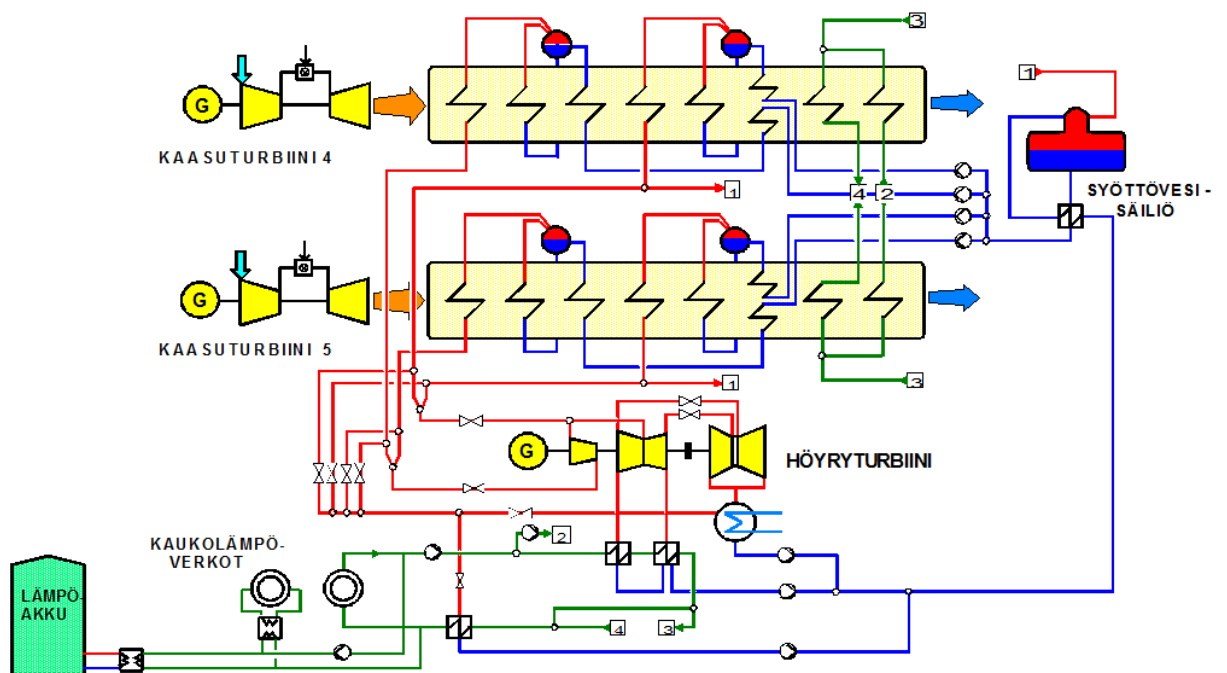 3
1
G
KAASUTURBIINI 4
SYÖTTÖVESI -
SÄILIÖ
4
2
1
G
KAASUTURBIINI 5
1
3
G
HÖYRYTURBIINI
KAUKOLÄMPÖ-
VERKOT
2
LÄMPÖ-
AKKU
4
3